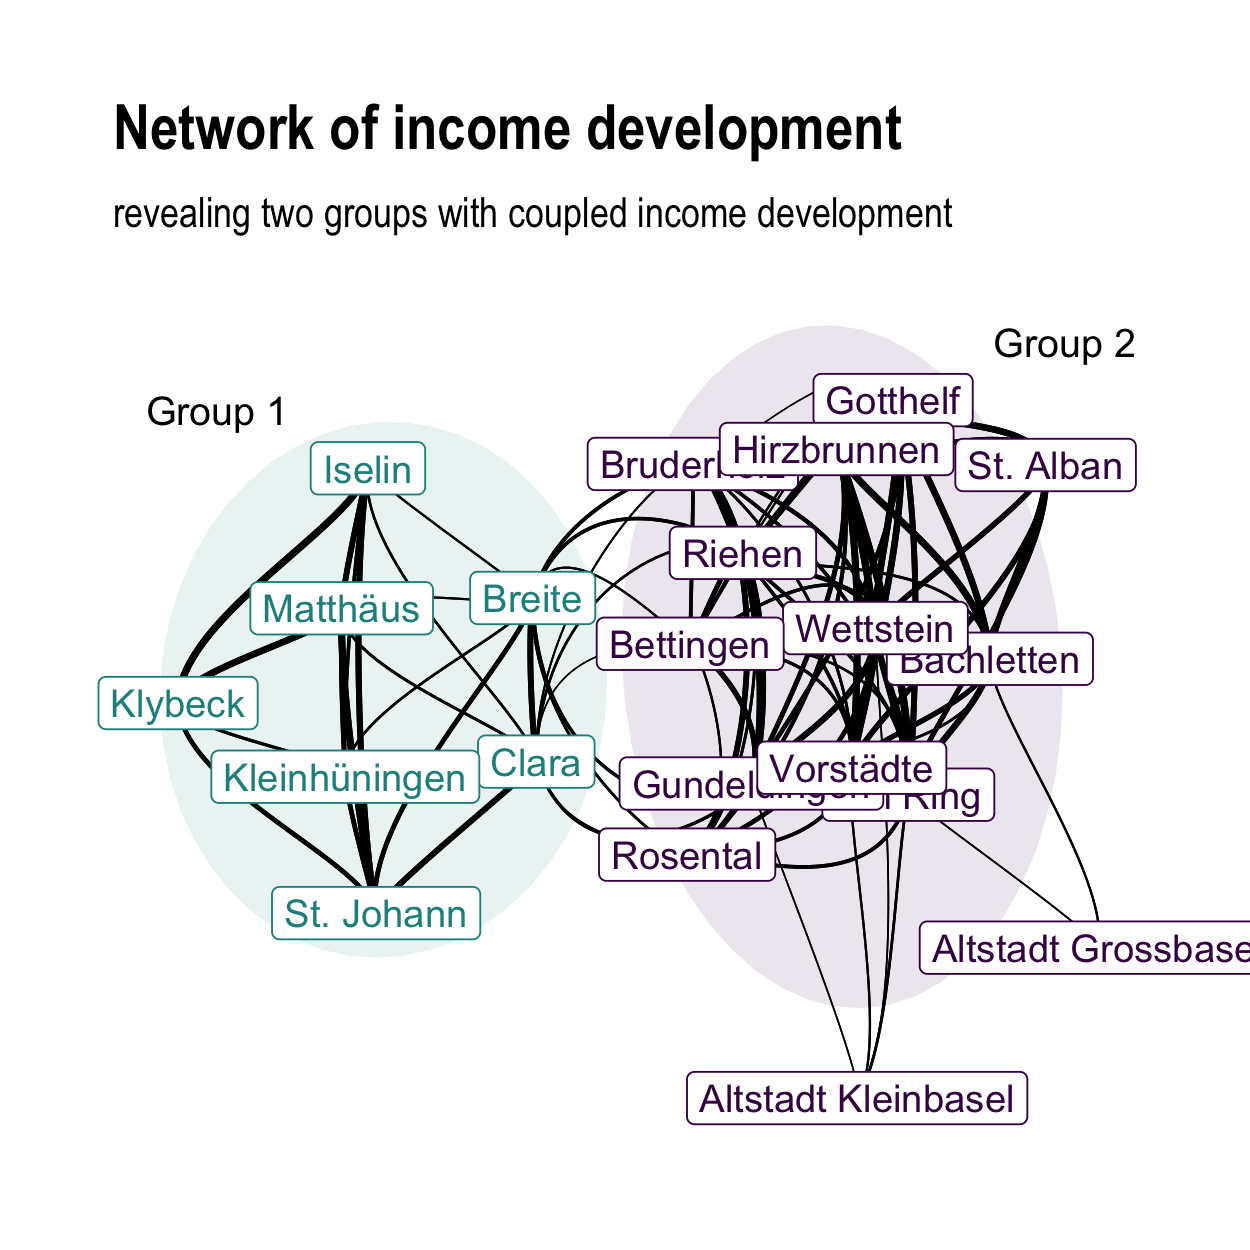 Network of income development
revealing two groups with coupled income development
Group 2
Group 1
Gotthelf
Hirzbrunnen
St. Alban
Iselin
Riehen
Breite
Matthäus
Wettstein
Bettingen
Bachletten
Klybeck
Clara
Vorstädte
Kleinhüningen
Ring
Rosental
St. Johann
Altstadt Grossbase
Altstadt Kleinbasel